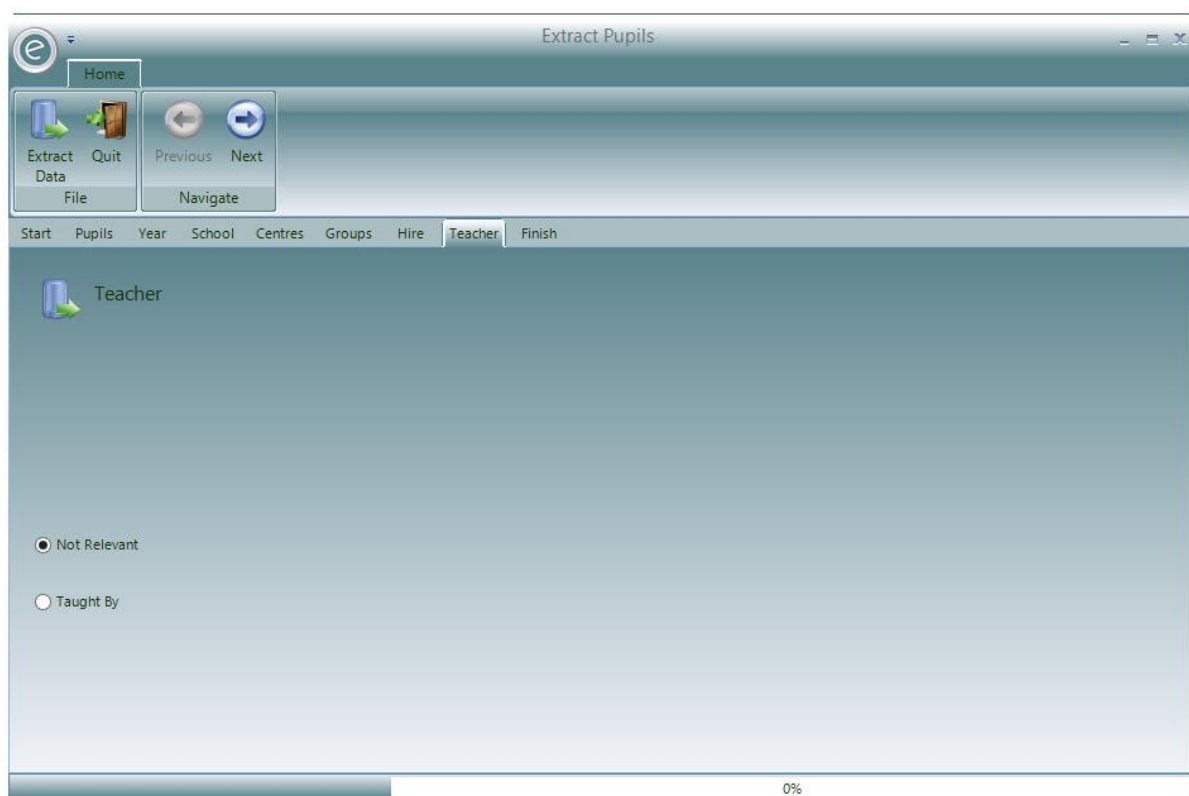 e
Extract Pupils
Home
Extract Data
Quit
Previous
Next
File
Navigate
Start Pupils Year School Centres Groups Hire Teacher Finish
Teacher
Not Relevant
Taught By
0%